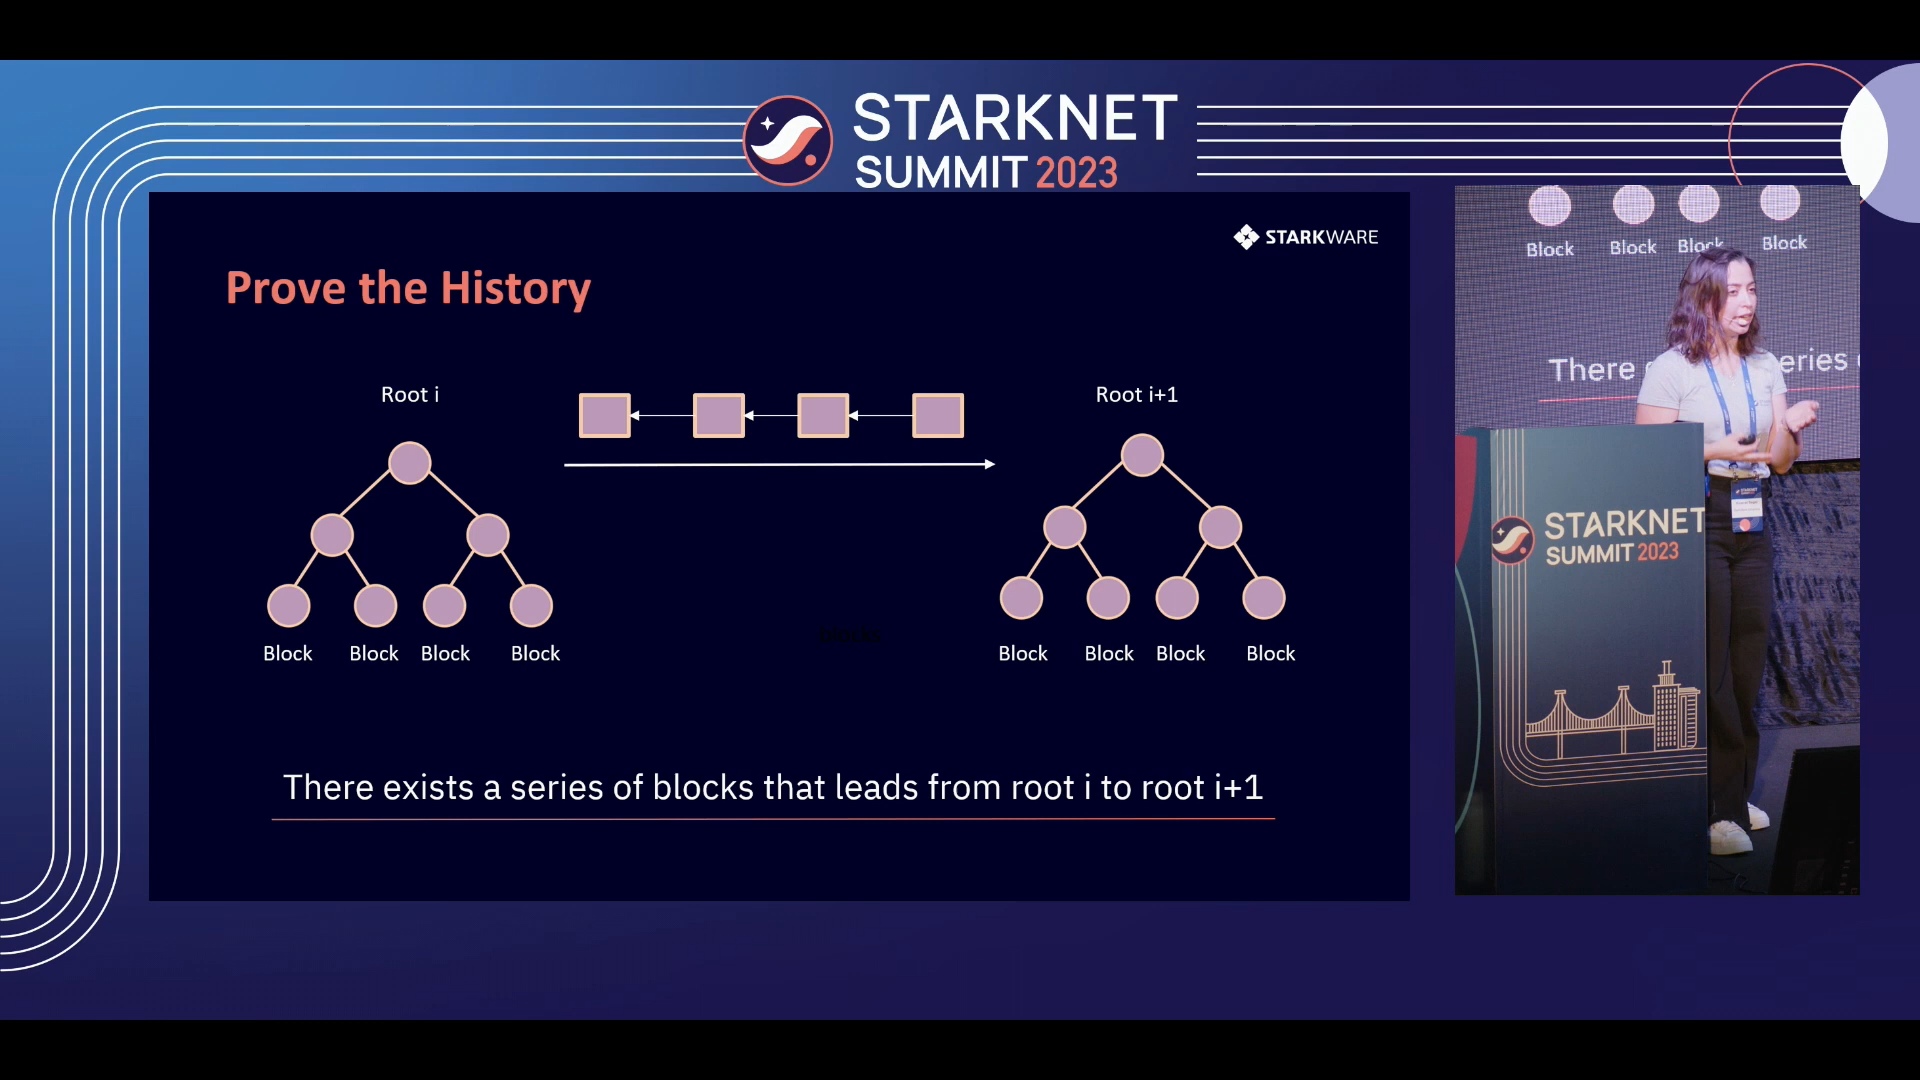 STARKNET
SUMMIT 2023
STARKWARE
Prove the History
Root i
Root i+1
Block Block Block Block
blocks
Block Block Block Block
There exists a series of blocks that leads from root i to root i+1
Block Block Block Block
There
eries
STARKNET
SUMMIT 2023